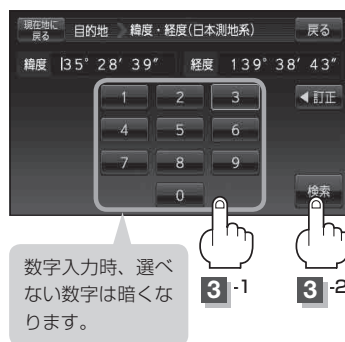 現在地に
戻る
目的地 緯度・経度(日本測地系)
戻る
緯度 35°28′39″ 経度 139°38′43″
1 2 3
◀訂正
4 5 6
7 8 9
0
検索
3-1
3-2
数字入力時、選べ
ない数字は暗くな
ります。